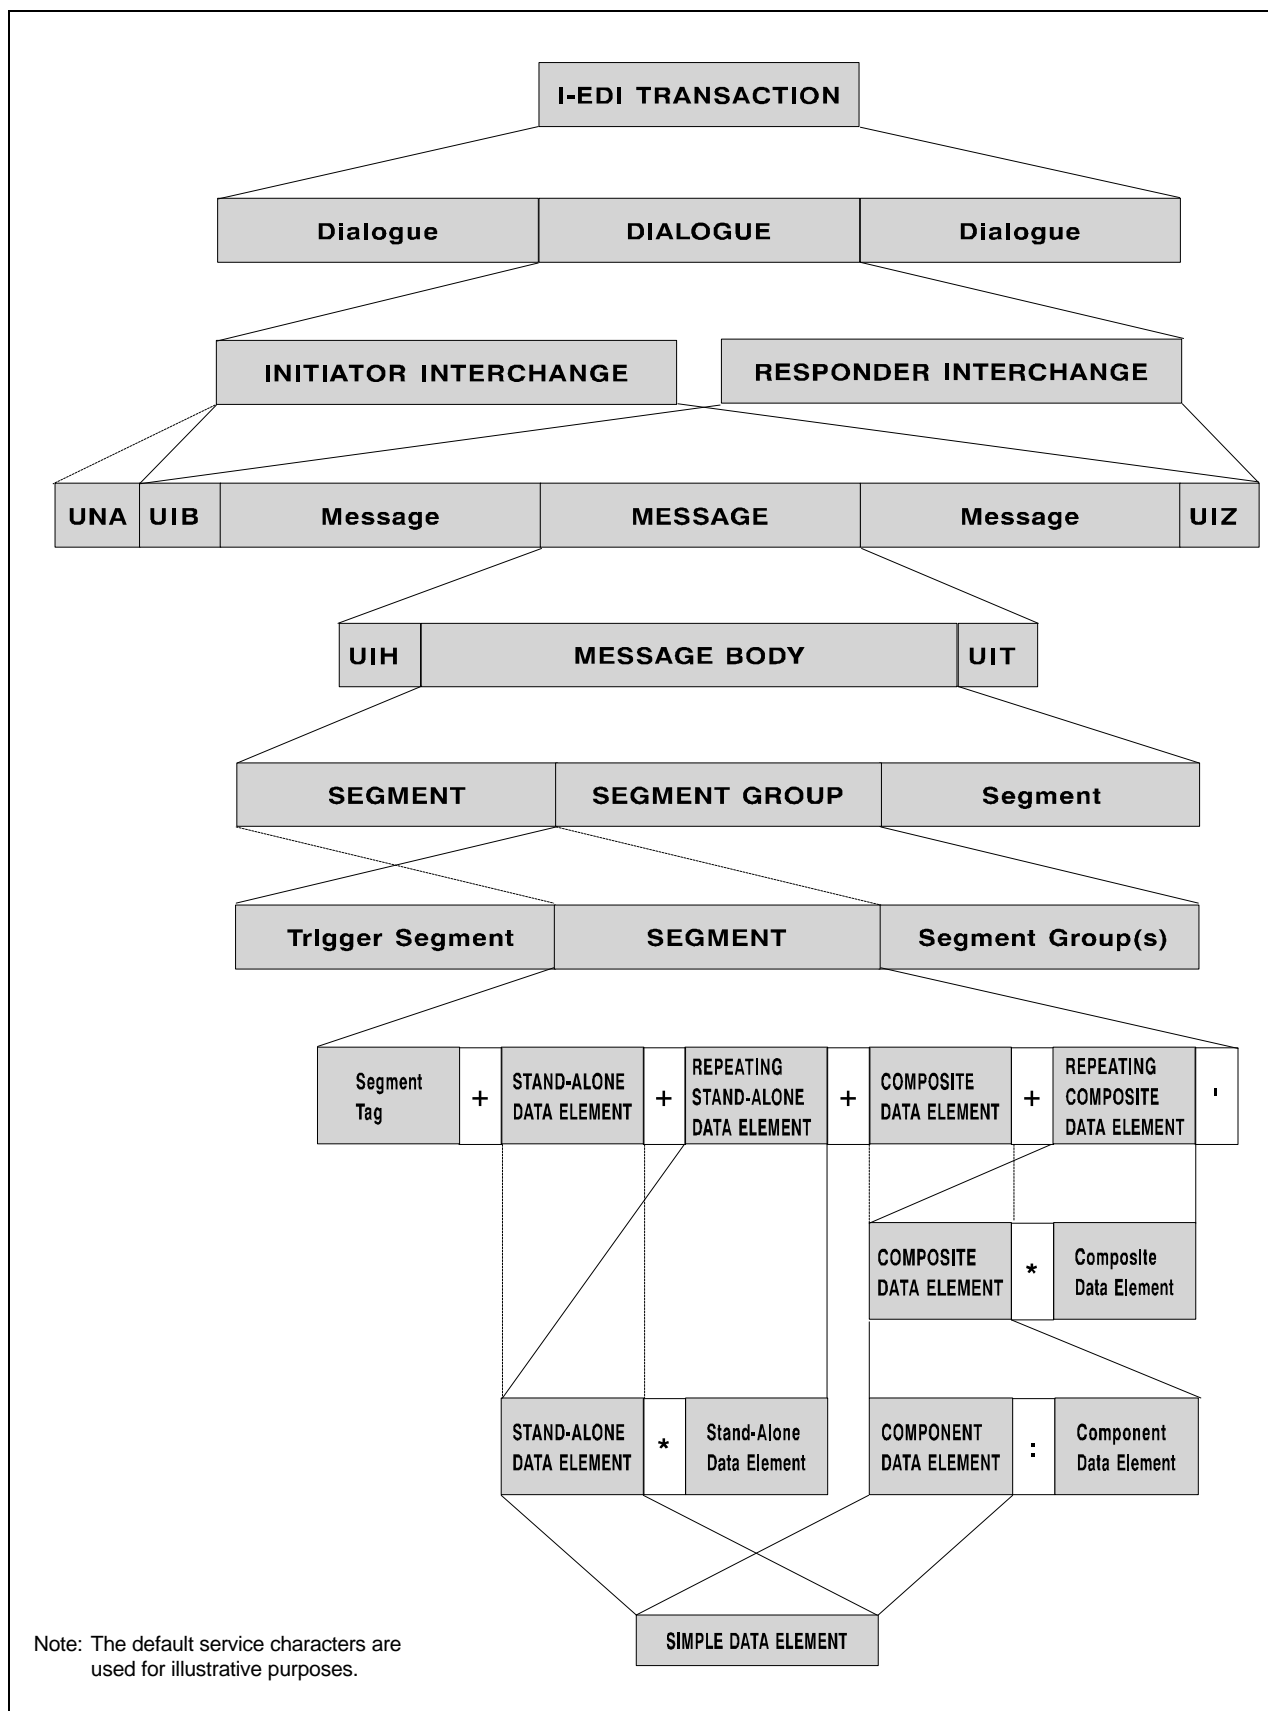 I-EDI TRANSACTION
Dialogue DIALOGUE Dialogue
INITIATOR INTERCHANGE RESPONDER INTERCHANGE
UNA UIB Message MESSAGE Message UIZ
UIH MESSAGE BODY UIT
SEGMENT SEGMENT GROUP Segment
TrIgger Segment SEGMENT Segment Group(s)
Segment
Tag
+
STAND-ALONE
DATA ELEMENT
+
REPEATING
STAND-ALONE
DATA ELEMENT
+
COMPOSITE
DATA ELEMENT
+
REPEATING
COMPOSITE
DATA ELEMENT
'
COMPOSITE
DATA ELEMENT
*
Composite
Data Element
STAND-ALONE
DATA ELEMENT
*
Stand-Alone
Data Element
COMPONENT
DATA ELEMENT
:
Component
Data Element
SIMPLE DATA ELEMENT
Note: The default service characters are
used for illustrative purposes.